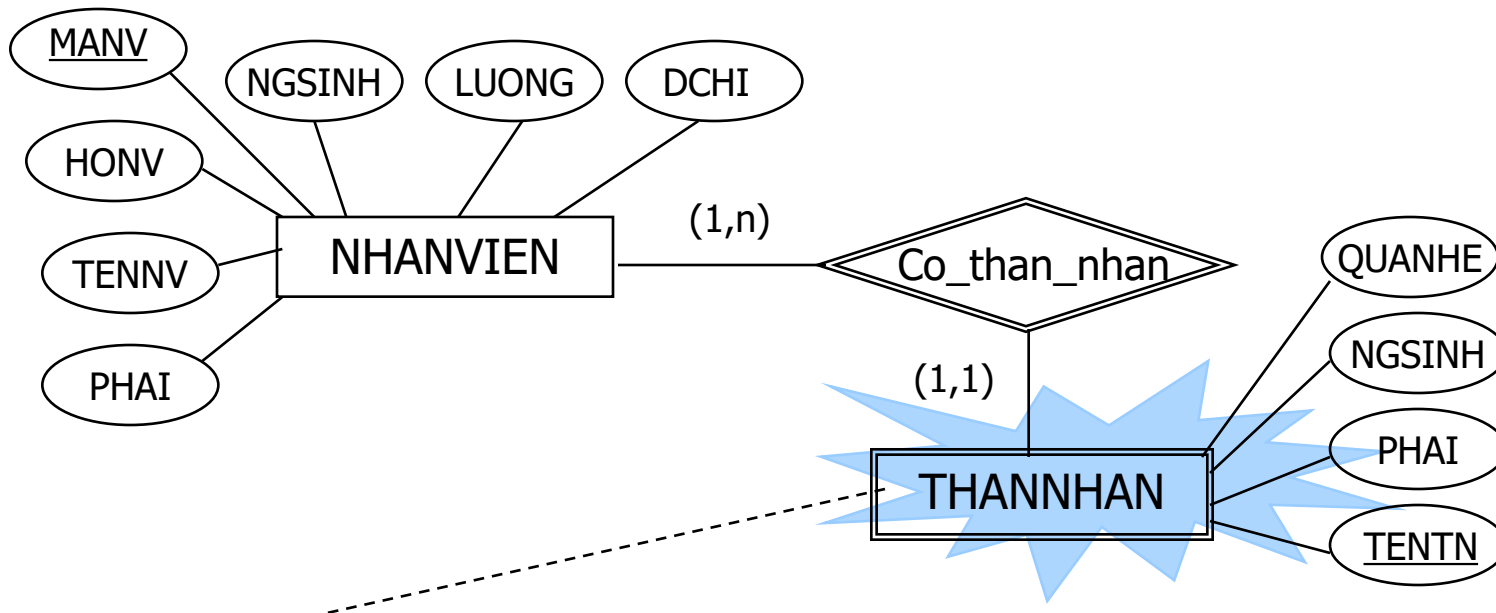 MANV
NGSINH
LUONG
DCHI
HONV
TENNV
PHAI
NHANVIEN
(1,n)
Co_than_nhan
(1,1)
THANNHAN
QUANHE
NGSINH
PHAI
TENTN